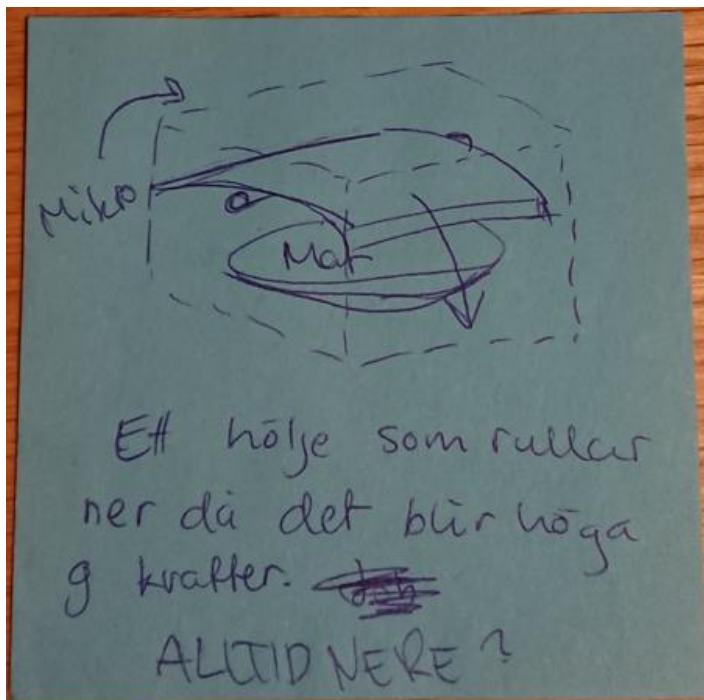 Mikro
Mat
Ett hölje som rullar
ner då det blir höga
g krafter.
ALLTID NERE?